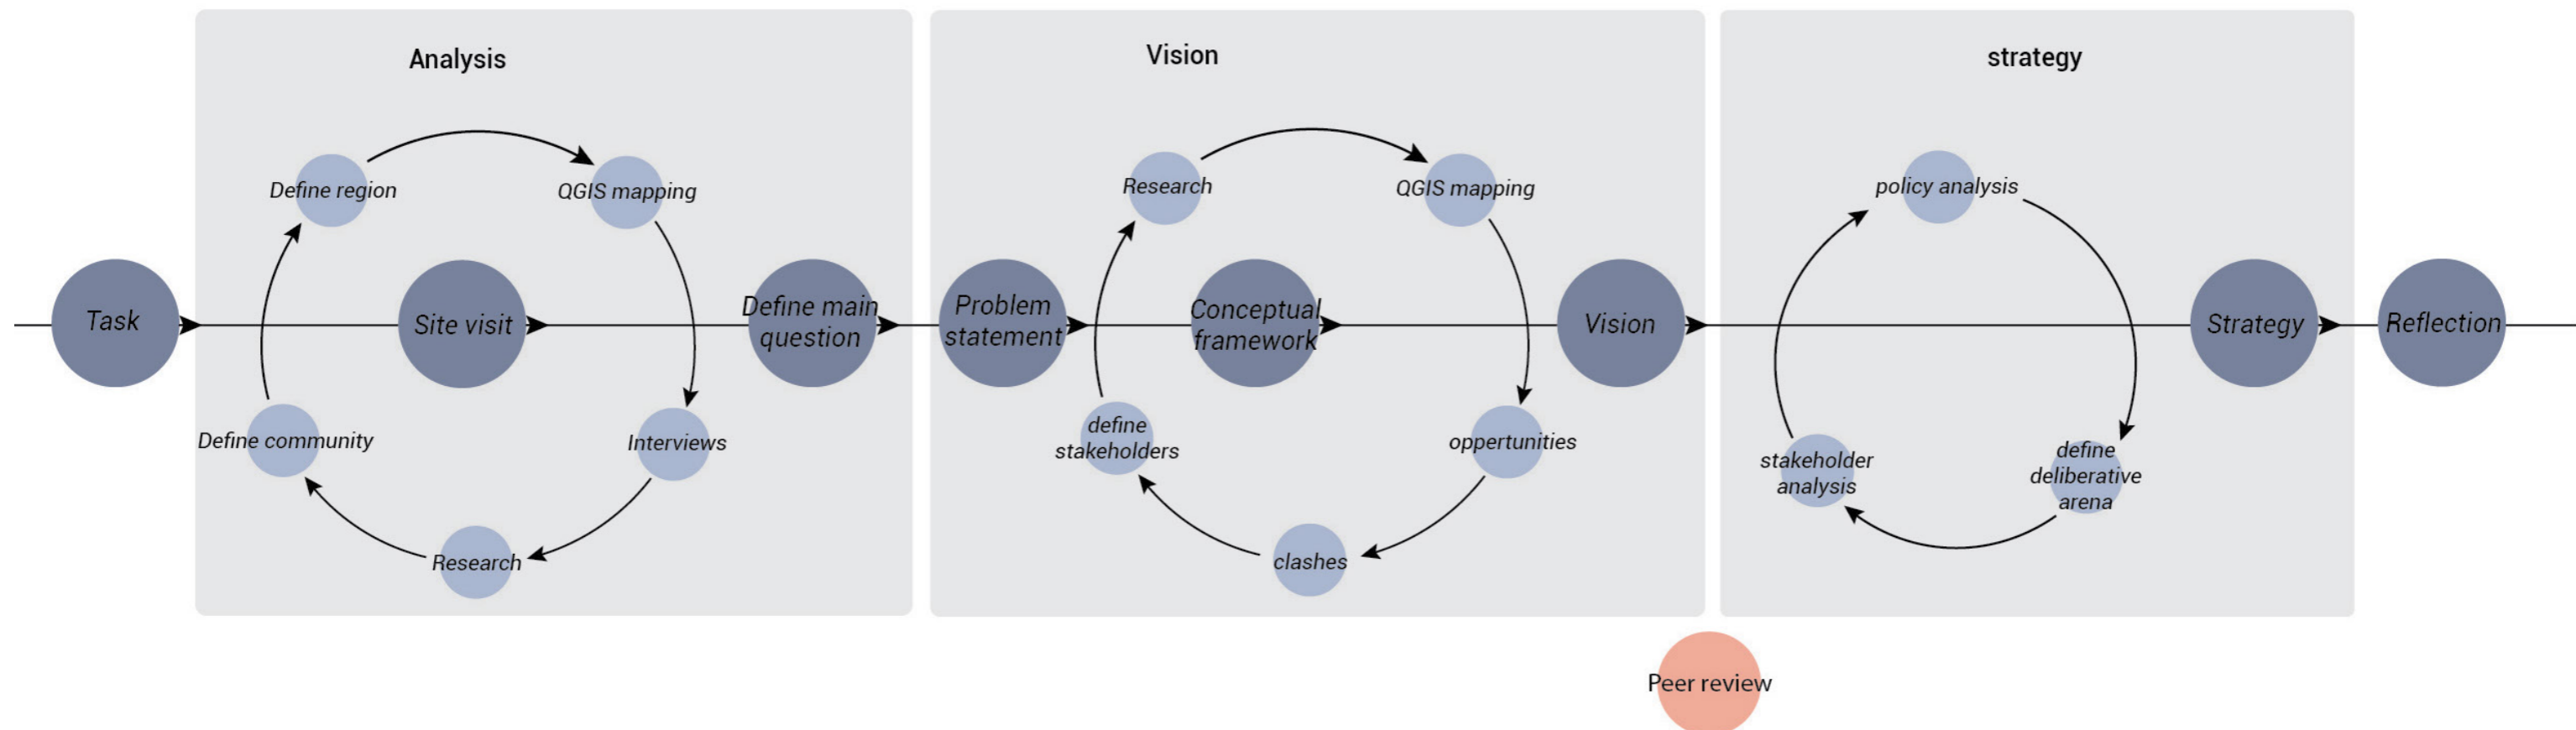 Analysis
Vision
strategy
Define region
QGIS mapping
Research
QGIS mapping
policy analysis
Task
Site visit
Define main
question
Problem
statement
Conceptual
framework
Vision
Strategy
Reflection
Define community
Interviews
define
stakeholders
oppertunities
stakeholder
analysis
define
deliberative
arena
Research
clashes
Peer review